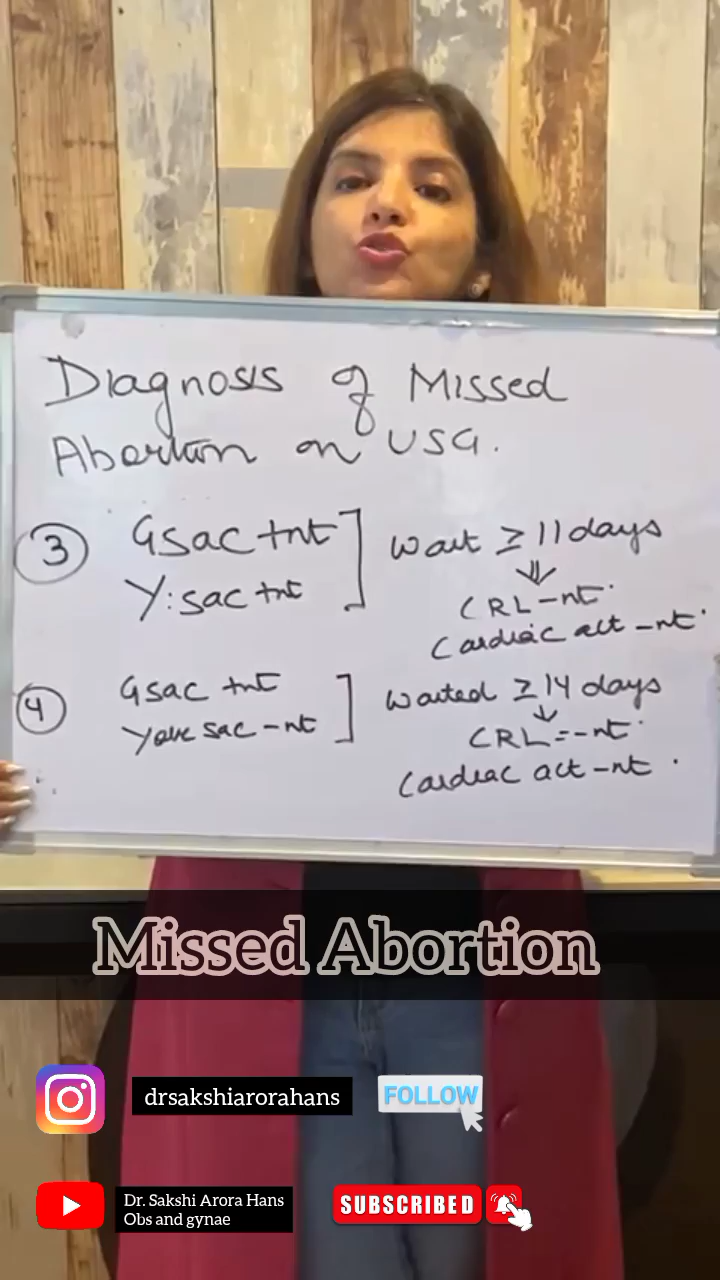 Diagnosis of Missed
Abortion on USG.
3 Gsac +nt ] Wait ≥ 11 days
Y.sac +nt
⇓
CRL -nt.
Cardiac act -nt.
4 Gsac +nt ] Waited ≥ 14 days
Yolk sac -nt
↓
CRL = -nt.
Cardiac act -nt.
Missed Abortion
drsakshiarorahans
FOLLOW
Dr. Sakshi Arora Hans
Obs and gynae
SUBSCRIBED